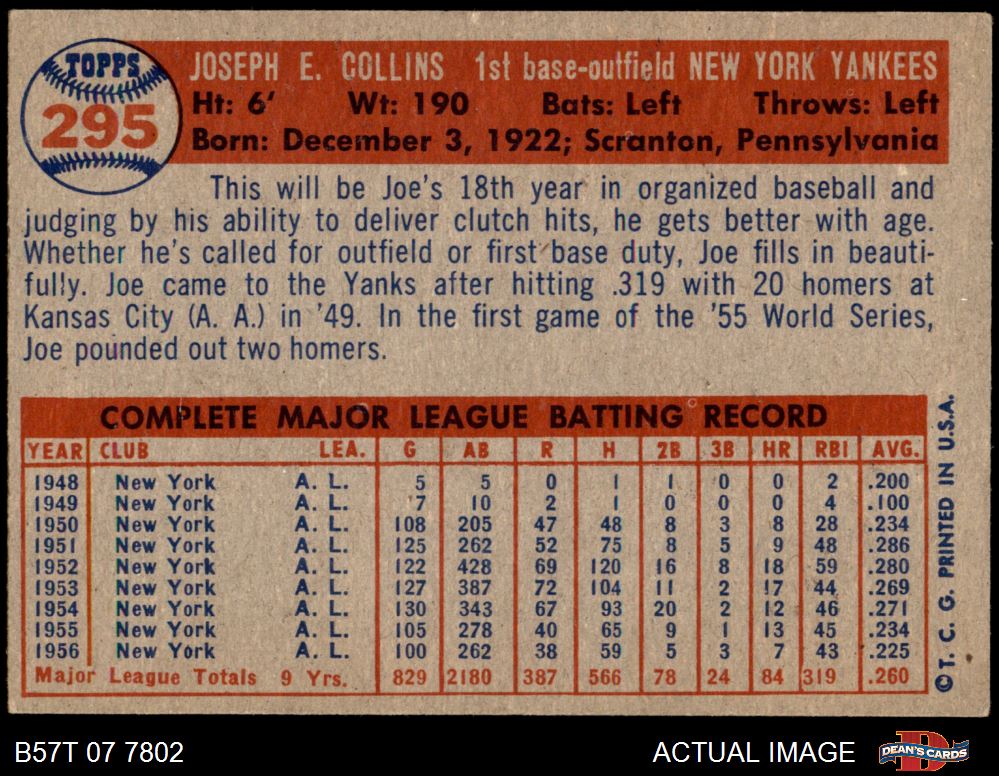 TOPPS
295
JOSEPH E. COLLINS 1st base-outfield NEW YORK YANKEES
Ht: 6' Wt: 190 Bats: Left Throws: Left
Born: December 3, 1922; Scranton, Pennsylvania
This will be Joe's 18th year in organized baseball and
judging by his ability to deliver clutch hits, he gets better with age.
Whether he's called for outfield or first base duty, Joe fills in beauti-
fully. Joe came to the Yanks after hitting .319 with 20 homers at
Kansas City (A. A.) in '49. In the first game of the '55 World Series,
Joe pounded out two homers.
COMPLETE MAJOR LEAGUE BATTING RECORD
YEAR CLUB LEA. G AB R H 2B 3B HR RBI AVG.
1948 New York A. L. 5 5 0 1 1 0 0 2 .200
1949 New York A. L. 7 10 2 1 0 0 0 4 .100
1950 New York A. L. 108 205 47 48 8 3 8 28 .234
1951 New York A. L. 125 262 52 75 8 5 9 48 .286
1952 New York A. L. 122 428 69 120 16 8 18 59 .280
1953 New York A. L. 127 387 72 104 11 2 17 44 .269
1954 New York A. L. 130 343 67 93 20 2 12 46 .271
1955 New York A. L. 105 278 40 65 9 1 13 45 .234
1956 New York A. L. 100 262 38 59 5 3 7 43 .225
Major League Totals 9 Yrs. 829 2180 387 566 78 24 84 319 .260
©T. C. G. PRINTED IN U.S.A.
B57T 07 7802
ACTUAL IMAGE
DEAN'S CARDS